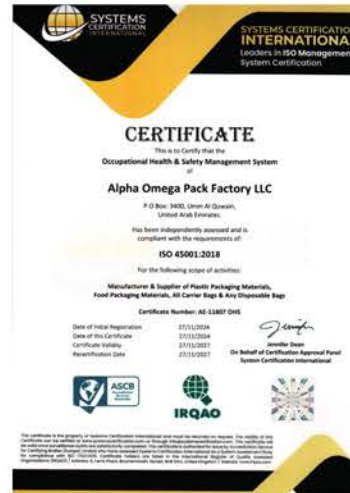 SYSTEMS
CERTIFICATION
INTERNATIONAL
SYSTEMS CERTIFICATION
INTERNATIONAL
Leaders in ISO Management
System Certification
CERTIFICATE
This is to Certify that the
Occupational Health & Safety Management System
of
Alpha Omega Pack Factory LLC
P.O Box: 3400, Umm Al Quwain,
United Arab Emirates.
Has been independently assessed and is
compliant with the requirements of:
ISO 45001:2018
For the following scope of activities:
Manufacturer & Supplier of Plastic Packaging Materials,
Food Packaging Materials, All Carrier Bags & Any Disposable Bags
Certificate Number: AE-11807 OHS
Date of Initial Registration 27/11/2024
Date of this Certificate 27/11/2024
Certificate Validity 27/11/2027
Recertification Date 27/11/2027
Jennifer Dean
On Behalf of Certification Approval Panel
System Certification International
ASCB
IRQAO